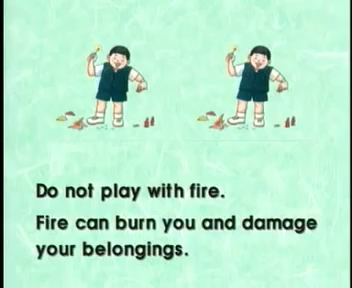 Do not play with fire.
Fire can burn you and damage
your belongings.